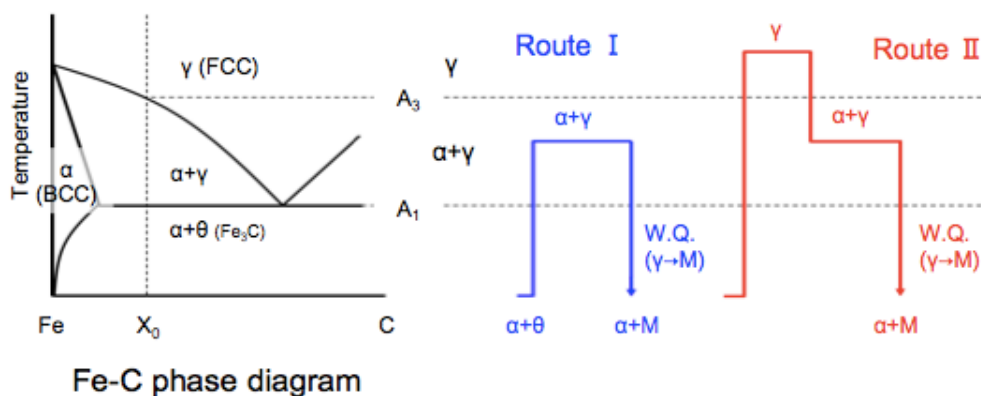 Temperature
γ (FCC)
α
(BCC)
α+γ
α+θ (Fe₃C)
Fe
X₀
C
Fe-C phase diagram
γ
A₃
α+γ
A₁
Route Ⅰ
α+γ
W.Q.
(γ→M)
α+θ
α+M
Route Ⅱ
γ
α+γ
W.Q.
(γ→M)
α+M